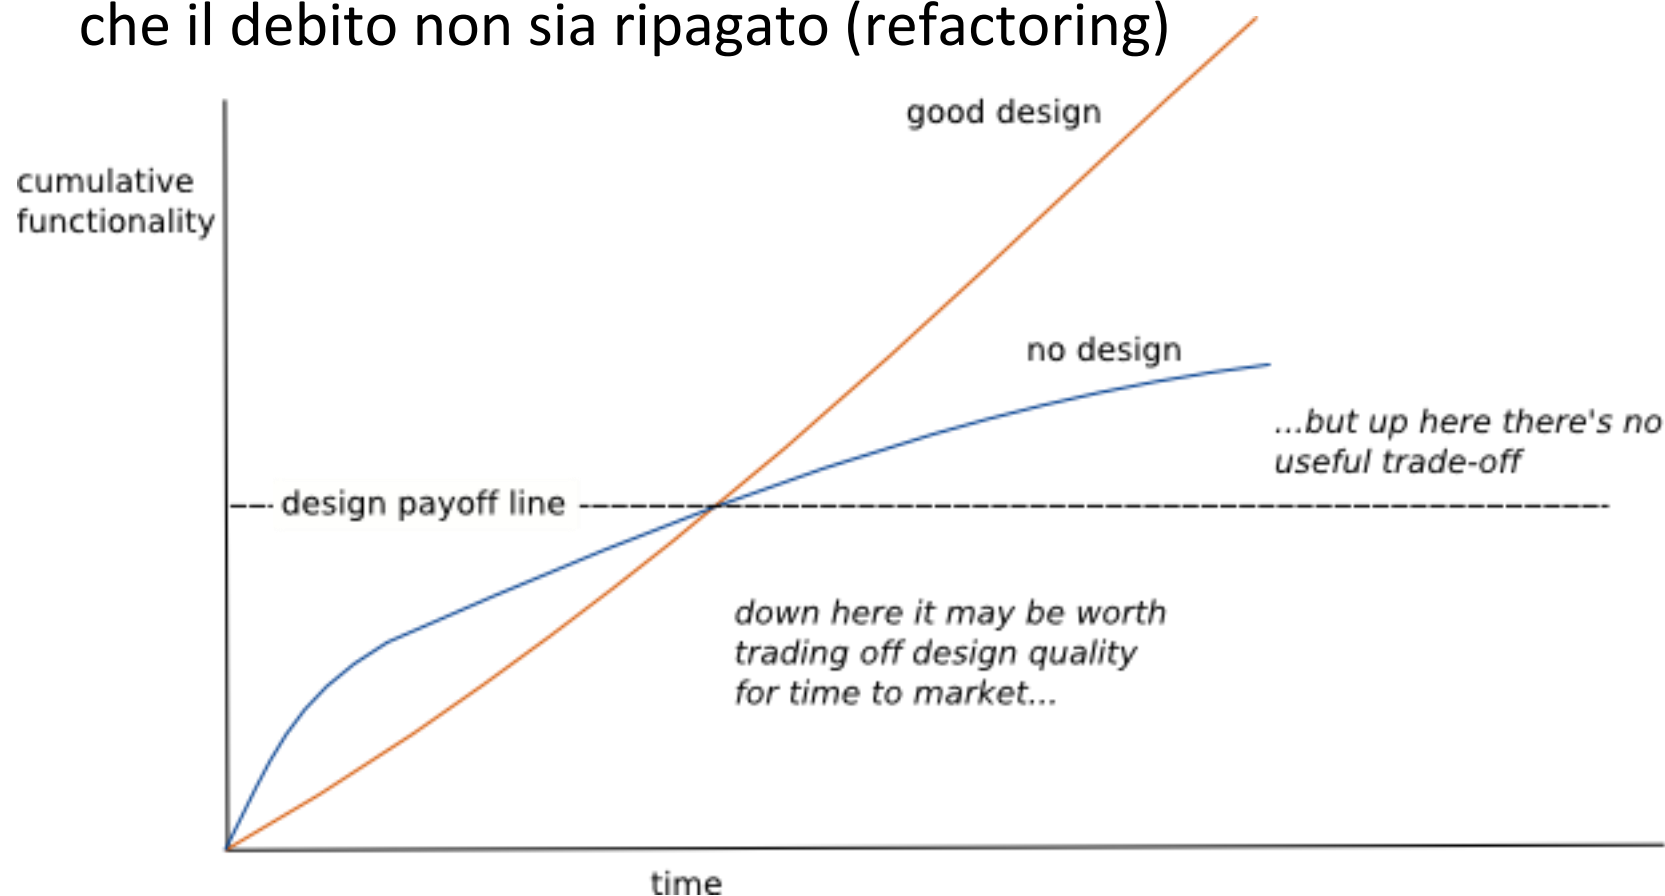 che il debito non sia ripagato (refactoring)
good design
cumulative
functionality
no design
...but up here there's no
useful trade-off
design payoff line
down here it may be worth
trading off design quality
for time to market...
time